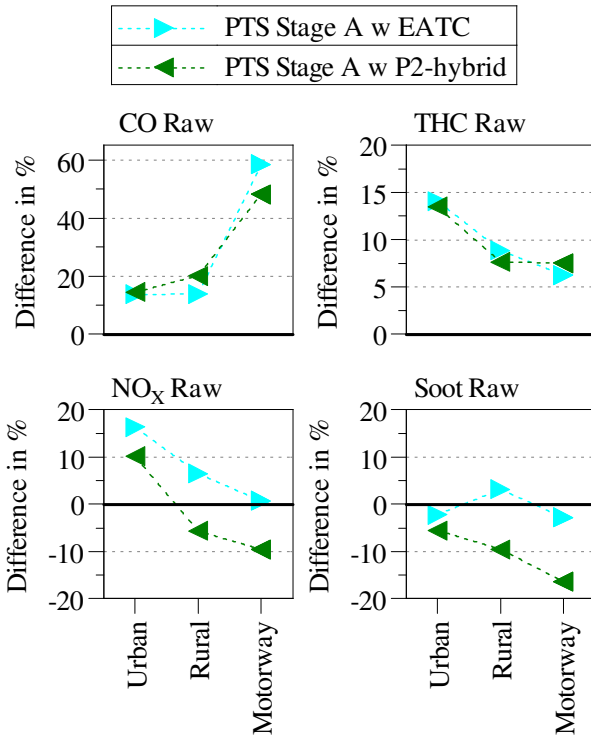 PTS Stage A w EATC
PTS Stage A w P2-hybrid
CO Raw
Difference in %
60
40
20
0
THC Raw
Difference in %
20
15
10
5
0
NOX Raw
Difference in %
20
10
0
-10
-20
Urban
Rural
Motorway
Soot Raw
Difference in %
20
10
0
-10
-20
Urban
Rural
Motorway